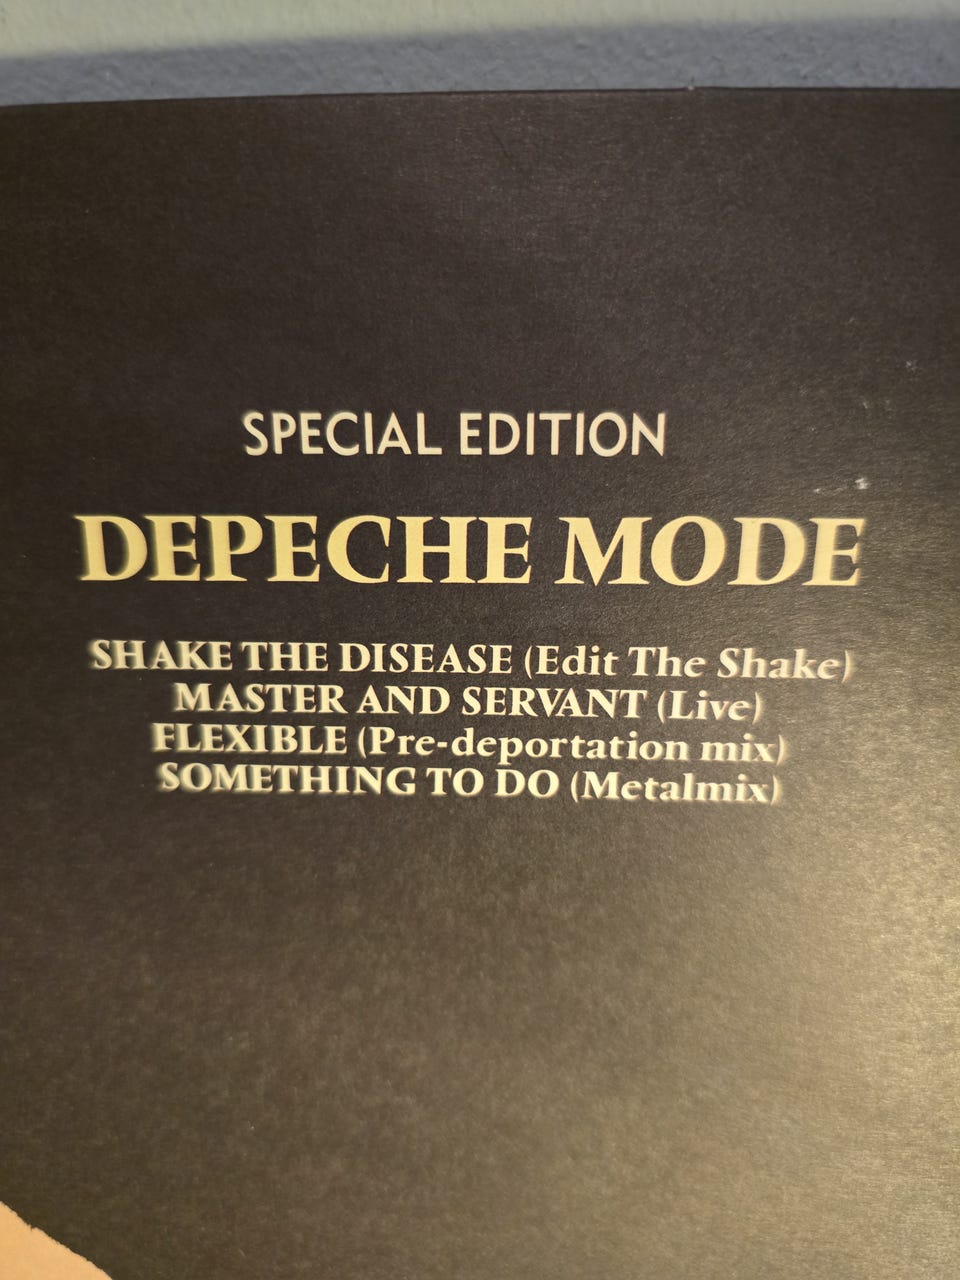 SPECIAL EDITION
DEPECHE MODE
SHAKE THE DISEASE (Edit The Shake)
MASTER AND SERVANT (Live)
FLEXIBLE (Pre-deportation mix)
SOMETHING TO DO (Metalmix)